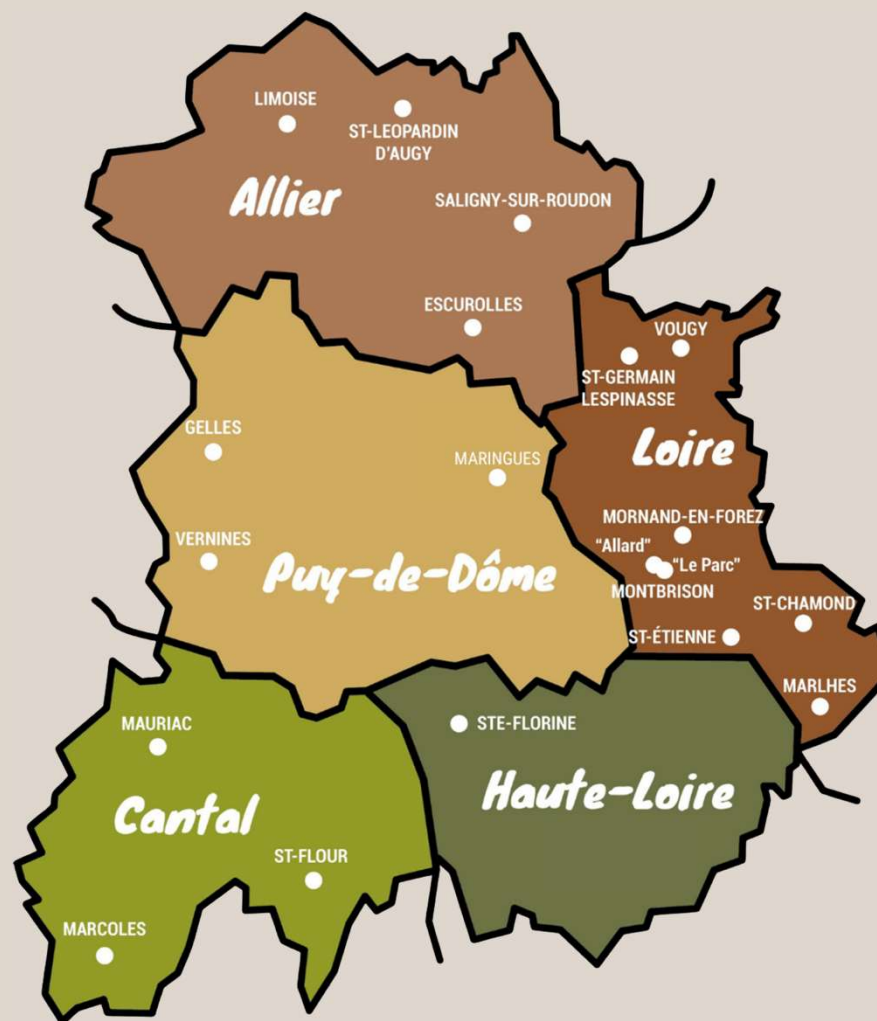 LIMOISE
ST-LEOPARDIN
D'AUGY
Allier
SALIGNY-SUR-ROUDON
ESCUROLLES
VOUGY
ST-GERMAIN
LESPINASSE
GELLES
MARINGUES
Loire
MORNAND-EN-FOREZ
VERNINES
"Allard"
"Le Parc"
Puy-de-Dôme
MONTBRISON
ST-CHAMOND
ST-ÉTIENNE
MARLHES
MAURIAC
STE-FLORINE
Haute-Loire
Cantal
ST-FLOUR
MARCOLES